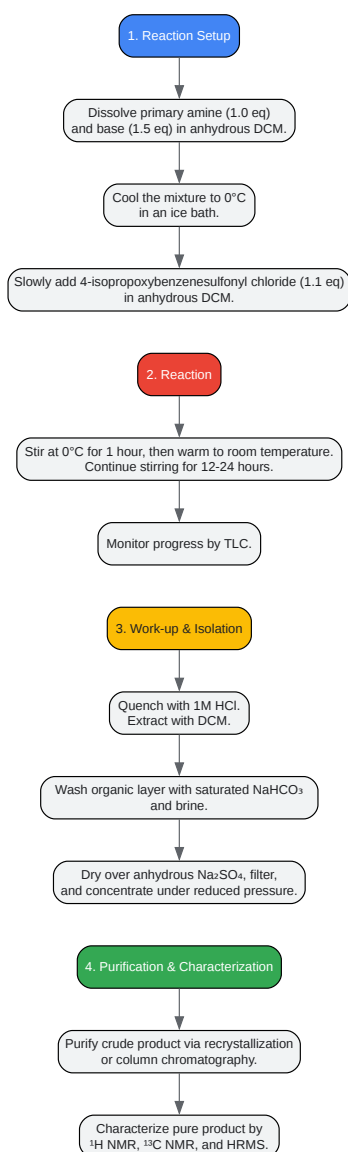 1. Reaction Setup
Dissolve primary amine (1.0 eq)
and base (1.5 eq) in anhydrous DCM.
Cool the mixture to 0°C
in an ice bath.
Slowly add 4-isopropoxybenzenesulfonyl chloride (1.1 eq)
in anhydrous DCM.
2. Reaction
Stir at 0°C for 1 hour, then warm to room temperature.
Continue stirring for 12-24 hours.
Monitor progress by TLC.
3. Work-up & Isolation
Quench with 1M HCl.
Extract with DCM.
Wash organic layer with saturated NaHCO₃
and brine.
Dry over anhydrous Na₂SO₄, filter,
and concentrate under reduced pressure.
4. Purification & Characterization
Purify crude product via recrystallization
or column chromatography.
Characterize pure product by
¹H NMR, ¹³C NMR, and HRMS.